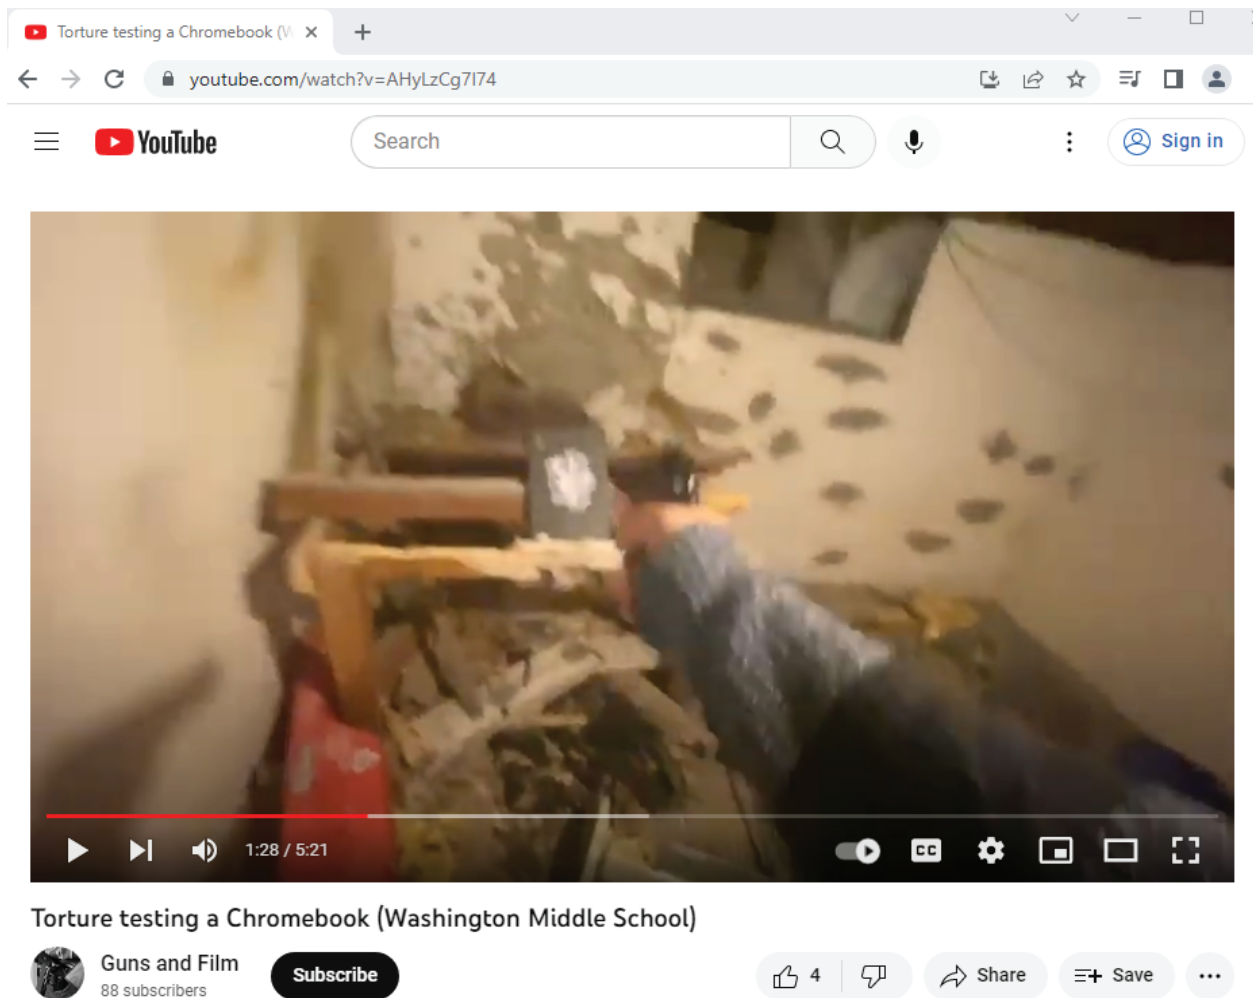 Torture testing a Chromebook (W
youtube.com/watch?v=AHyLzCg7I74
YouTube
Search
Sign in
1:28 / 5:21
CC
Torture testing a Chromebook (Washington Middle School)
Guns and Film
88 subscribers
Subscribe
4
Share
Save